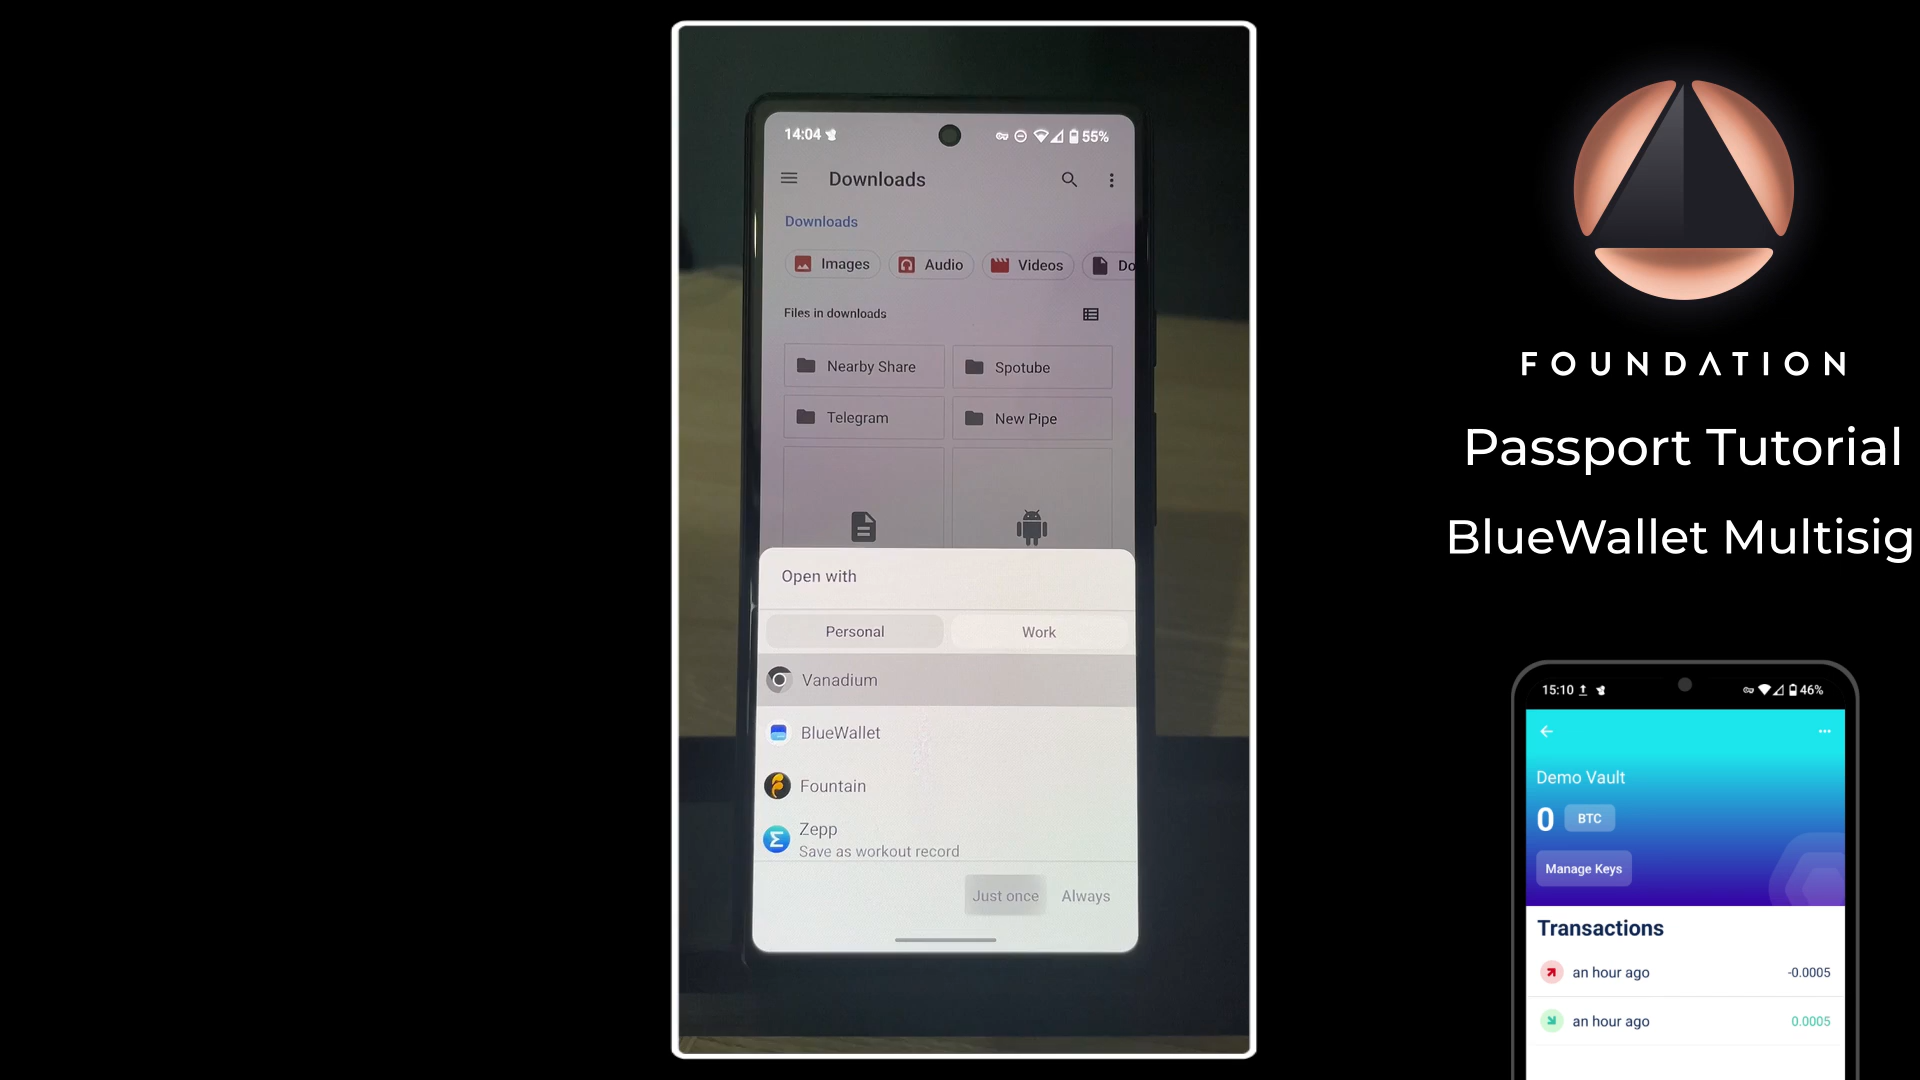 14:04
55%
Downloads
Downloads
Images
Audio
Videos
Do
Files in downloads
Nearby Share
Spotube
Telegram
New Pipe
Open with
Personal
Work
Vanadium
BlueWallet
Fountain
Zepp
Save as workout record
Just once
Always
FOUNDATION
Passport Tutorial
BlueWallet Multisig
15:10
46%
Demo Vault
0 BTC
Manage Keys
Transactions
an hour ago -0.0005
an hour ago 0.0005